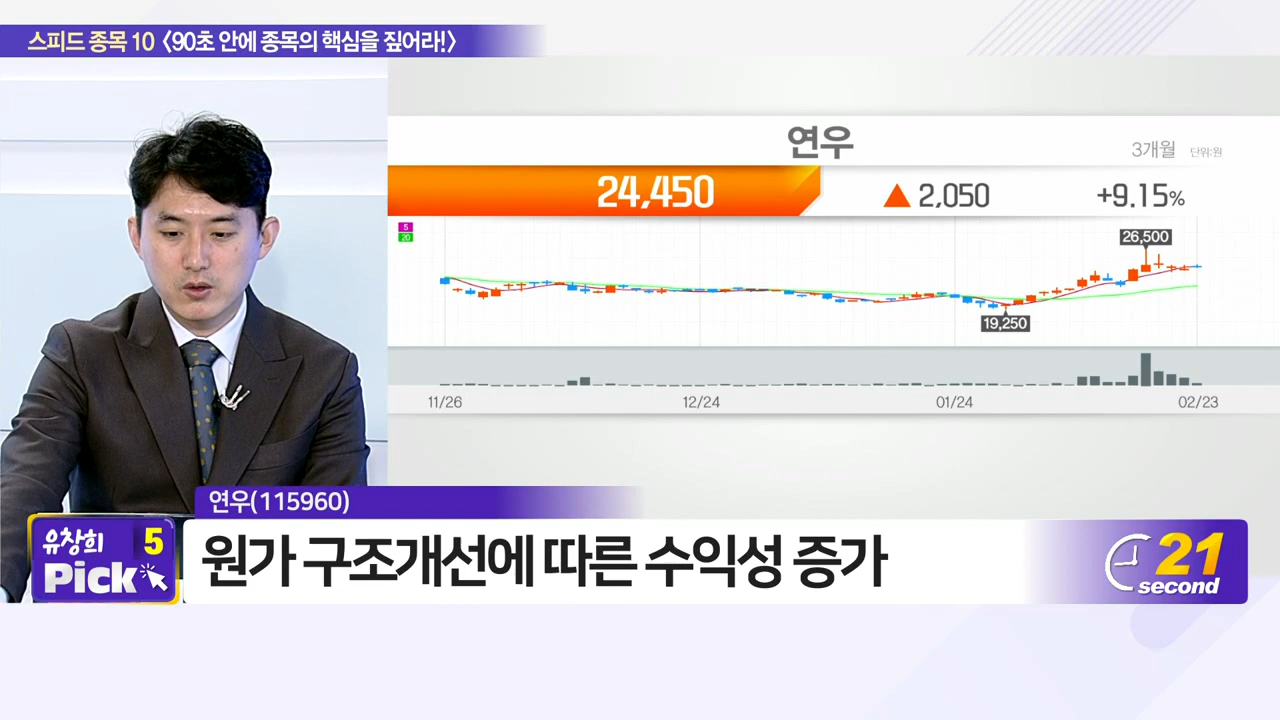 스피드 종목 10 〈90초 안에 종목의 핵심을 짚어라!〉
연우
3개월 단위:원
24,450 ▲ 2,050 +9.15%
5
20
26,500
19,250
11/26 12/24 01/24 02/23
연우(115960)
유창희 5
Pick
원가 구조개선에 따른 수익성 증가
21
second